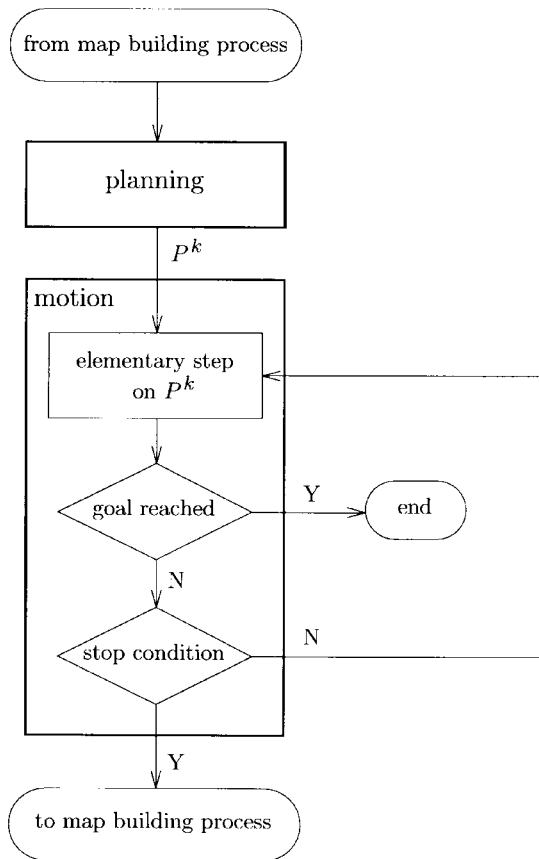 from map building process
planning
P^k
motion
elementary step
on P^k
goal reached
Y
end
N
stop condition
N
Y
to map building process